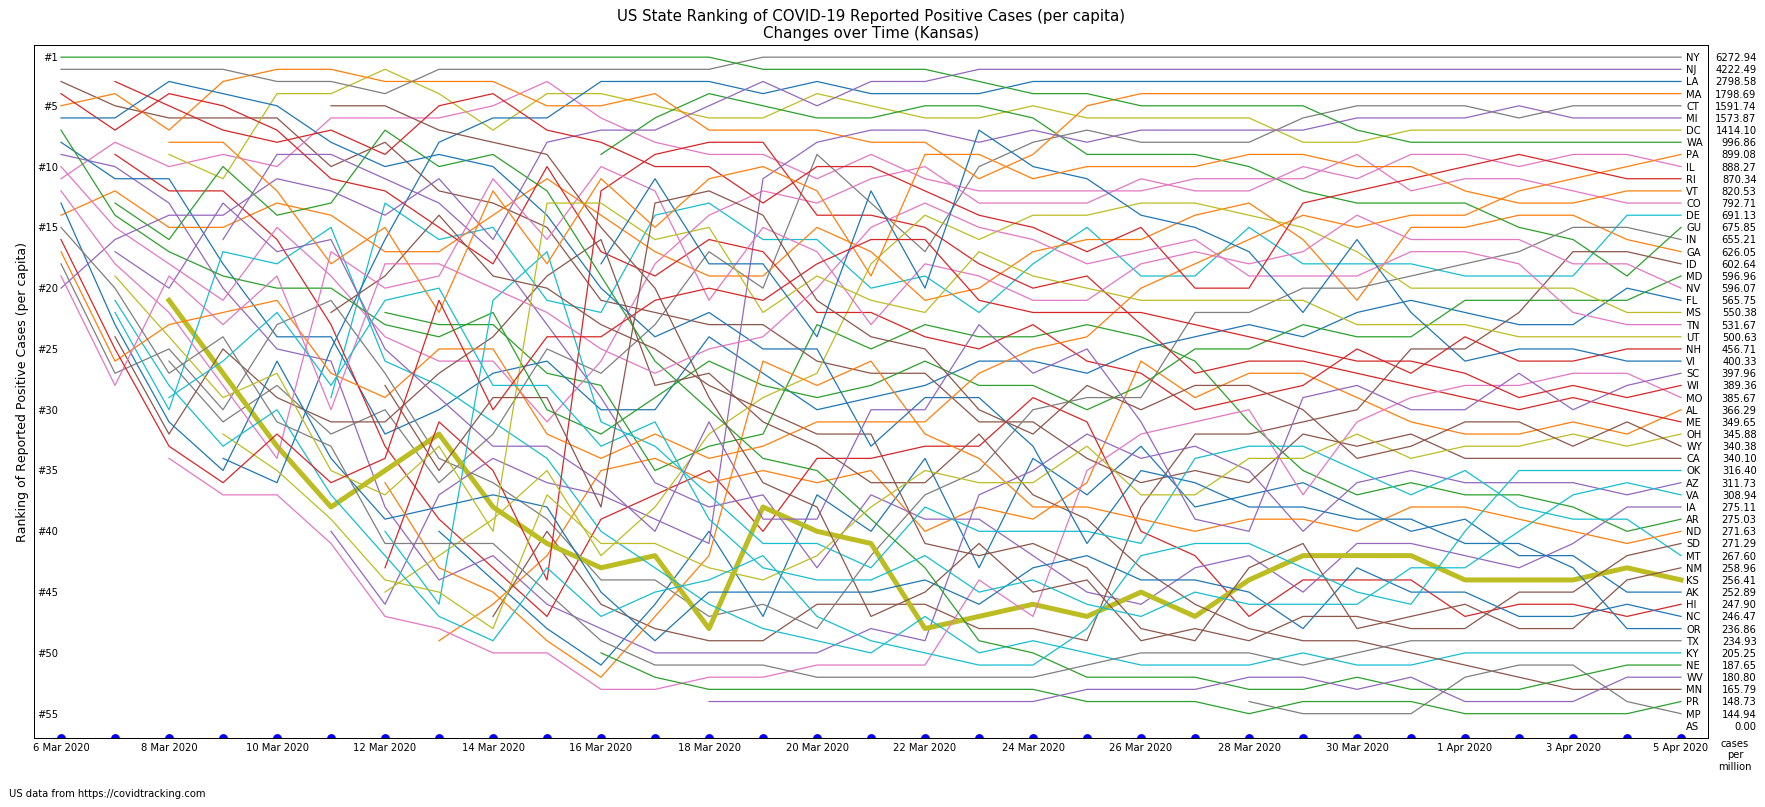 US State Ranking of COVID-19 Reported Positive Cases (per capita)
Changes over Time (Kansas)
Ranking of Reported Positive Cases (per capita)
#1
#5
#10
#15
#20
#25
#30
#35
#40
#45
#50
#55
NY 6272.94
NJ 4222.49
LA 2798.58
MA 1798.69
CT 1591.74
MI 1573.87
DC 1414.10
WA 996.86
PA 899.08
IL 888.27
RI 870.34
VT 820.53
CO 792.71
DE 691.13
GU 675.85
IN 655.21
GA 626.05
ID 602.64
MD 596.96
NV 596.07
FL 565.75
MS 550.38
TN 531.67
UT 500.63
NH 456.71
VI 400.33
SC 397.96
WI 389.36
MO 385.67
AL 366.29
ME 349.65
OH 345.88
WY 340.38
CA 340.10
OK 316.40
AZ 311.73
VA 308.94
IA 275.11
AR 275.03
ND 271.63
SD 271.29
MT 267.60
NM 258.96
KS 256.41
AK 252.89
HI 247.90
NC 246.47
OR 236.86
TX 234.93
KY 205.25
NE 187.65
WV 180.80
MN 165.79
PR 148.73
MP 144.94
AS 0.00
6 Mar 2020 8 Mar 2020 10 Mar 2020 12 Mar 2020 14 Mar 2020 16 Mar 2020 18 Mar 2020 20 Mar 2020 22 Mar 2020 24 Mar 2020 26 Mar 2020 28 Mar 2020 30 Mar 2020 1 Apr 2020 3 Apr 2020 5 Apr 2020
cases
per
million
US data from https://covidtracking.com